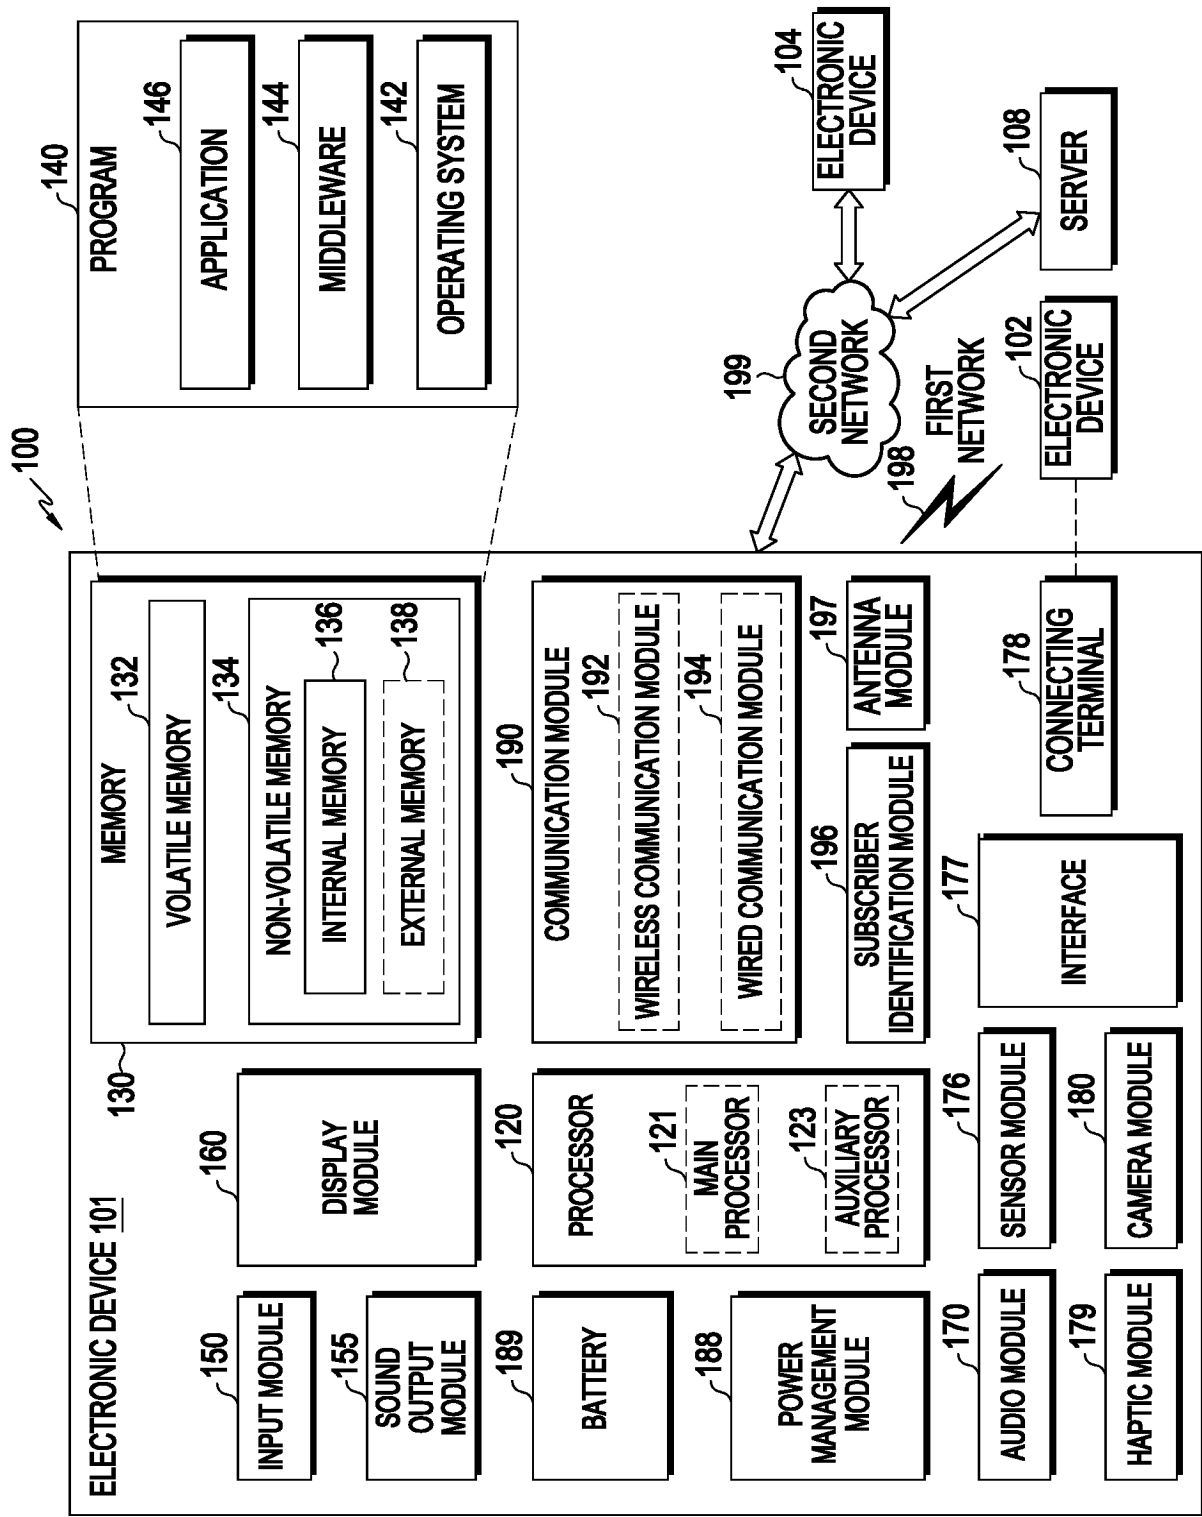 100
ELECTRONIC DEVICE 101
150
INPUT MODULE
155
SOUND
OUTPUT
MODULE
160
DISPLAY
MODULE
130
MEMORY
132
VOLATILE MEMORY
134
NON-VOLATILE MEMORY
136
INTERNAL MEMORY
138
EXTERNAL MEMORY
140
PROGRAM
146
APPLICATION
144
MIDDLEWARE
142
OPERATING SYSTEM
189
BATTERY
188
POWER
MANAGEMENT
MODULE
120
PROCESSOR
121
MAIN
PROCESSOR
123
AUXILIARY
PROCESSOR
190
COMMUNICATION MODULE
192
WIRELESS COMMUNICATION MODULE
194
WIRED COMMUNICATION MODULE
196
SUBSCRIBER
IDENTIFICATION MODULE
197
ANTENNA
MODULE
170
AUDIO MODULE
176
SENSOR MODULE
177
INTERFACE
178
CONNECTING
TERMINAL
179
HAPTIC MODULE
180
CAMERA MODULE
199
SECOND
NETWORK
198
FIRST
NETWORK
104
ELECTRONIC
DEVICE
102
ELECTRONIC
DEVICE
108
SERVER